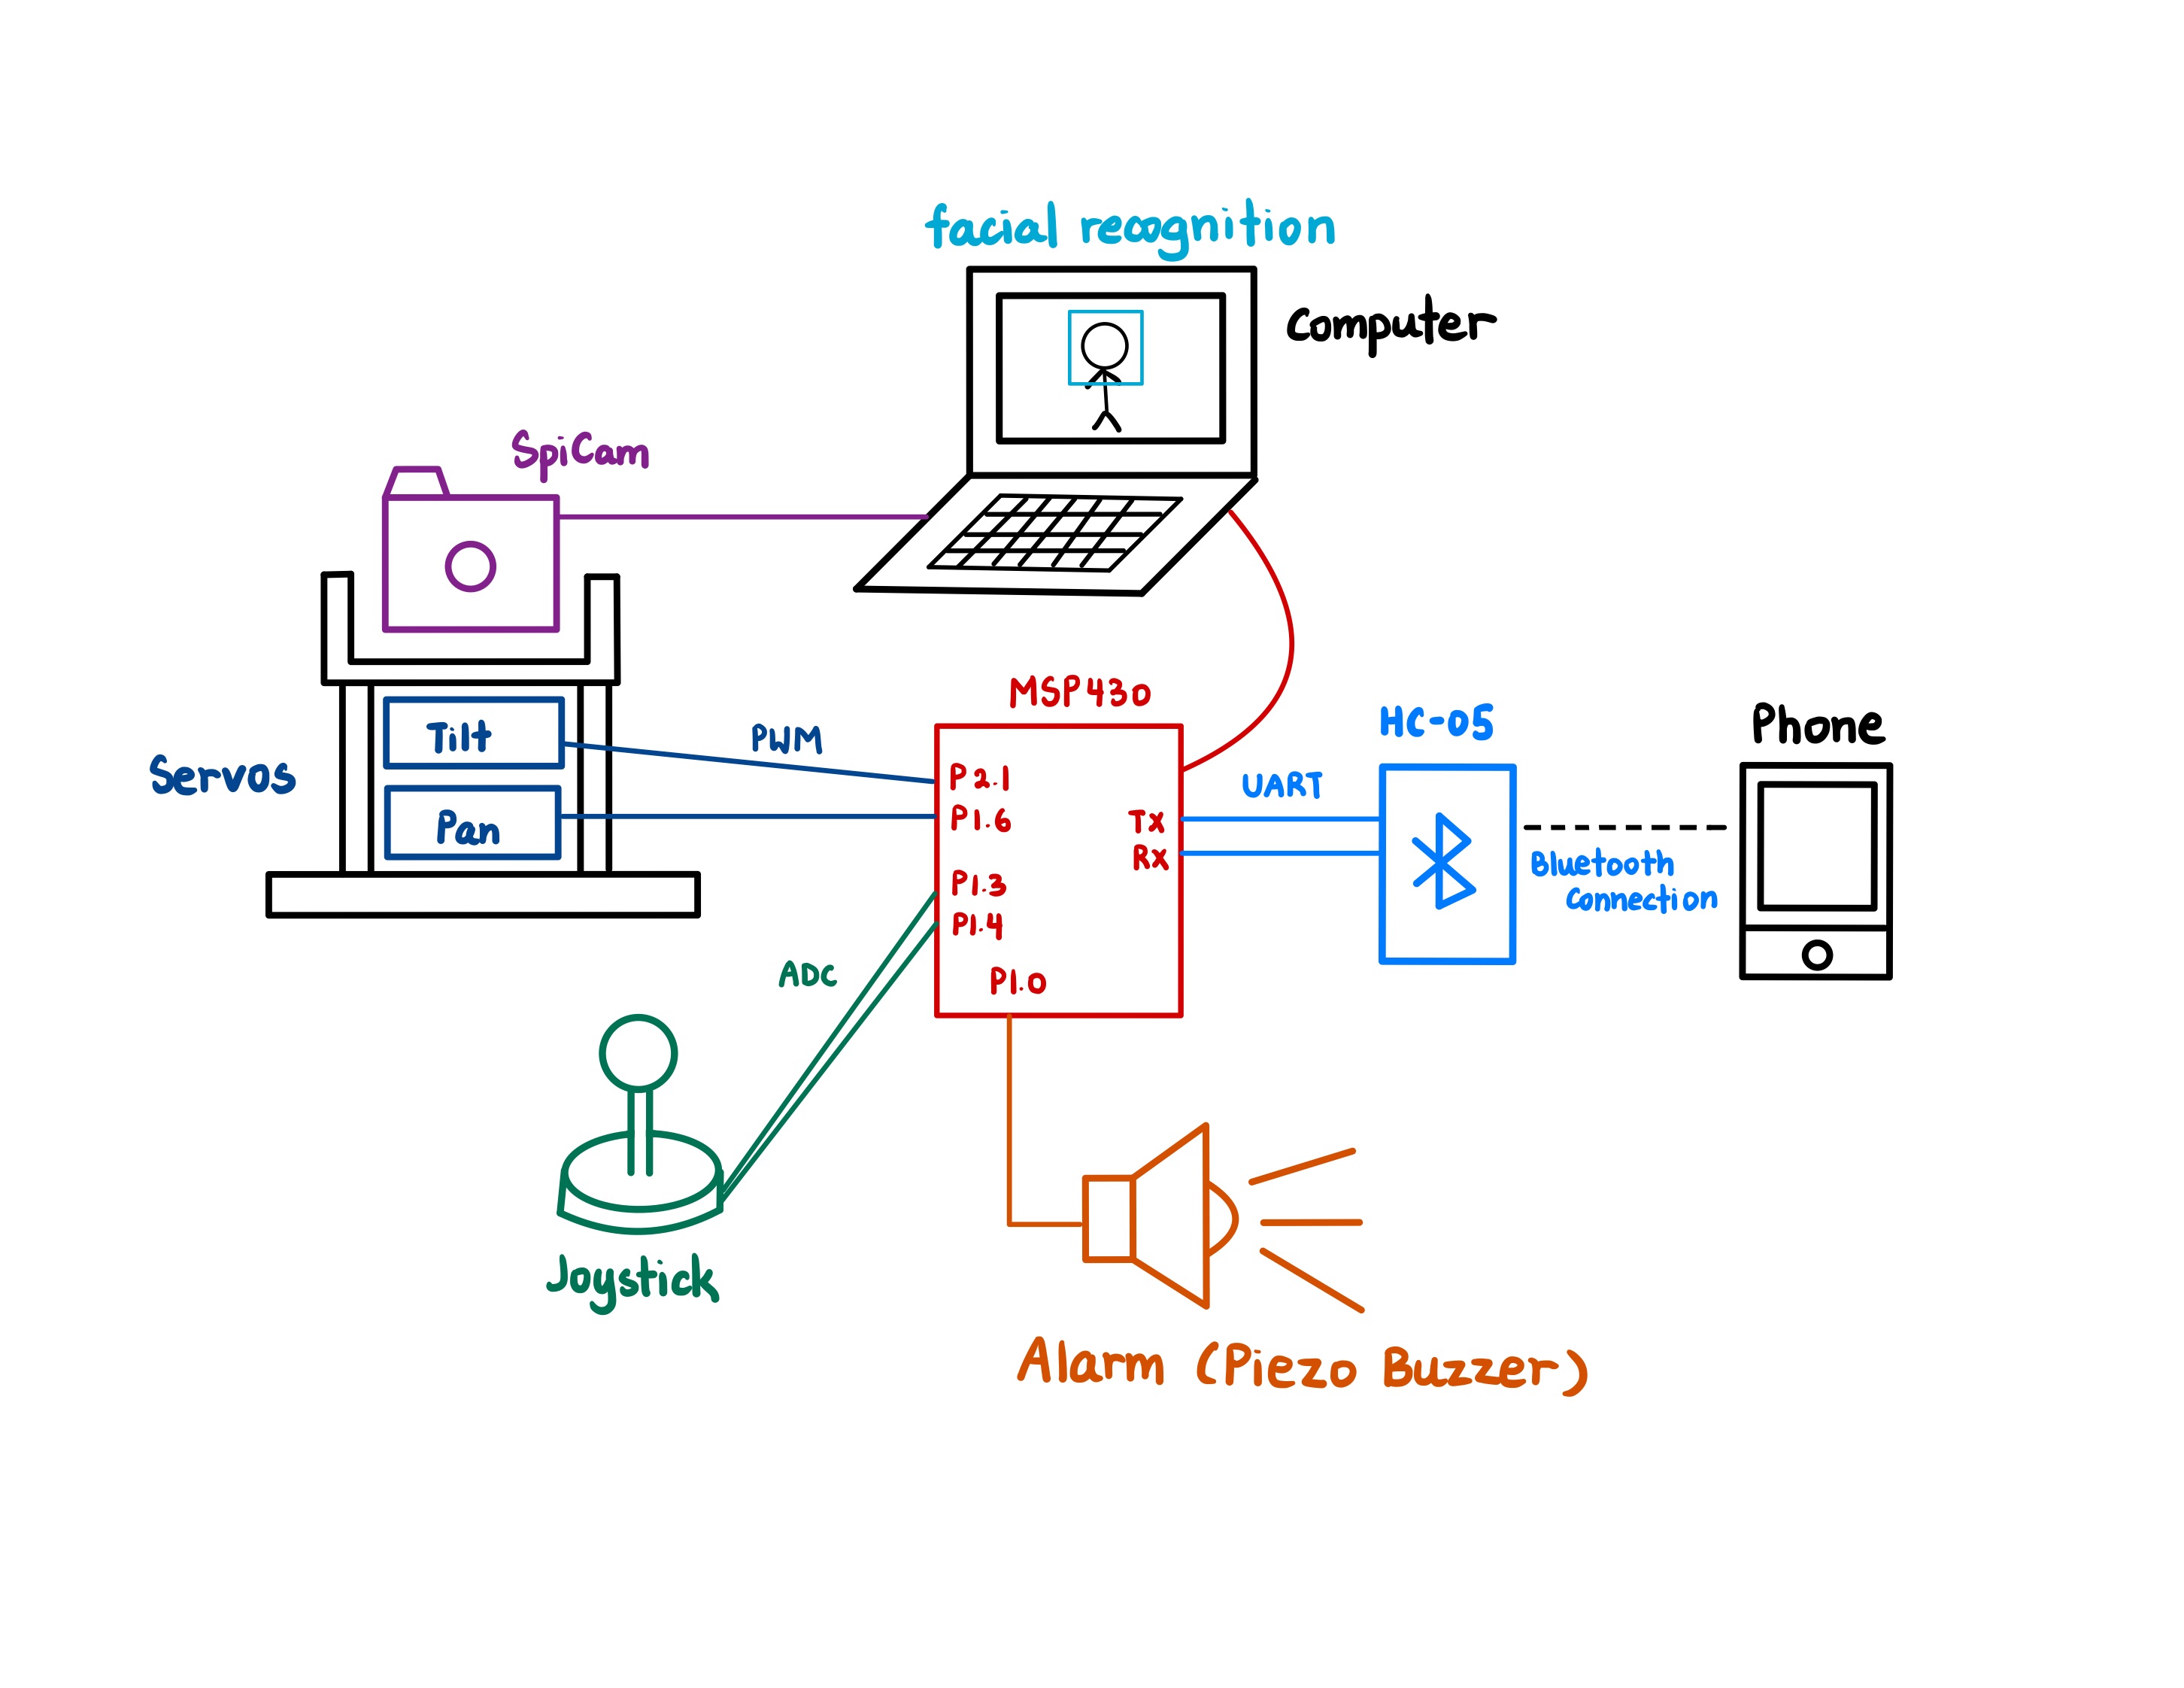 facial recognition
Computer
SpiCam
MSP430
HC-05
Phone
Servos
Tilt
Pan
PWM
P2.1
P1.6
P1.3
P1.4
P1.0
Tx
Rx
UART
Bluetooth
Connection
ADC
Joystick
Alarm (Piezo Buzzer)